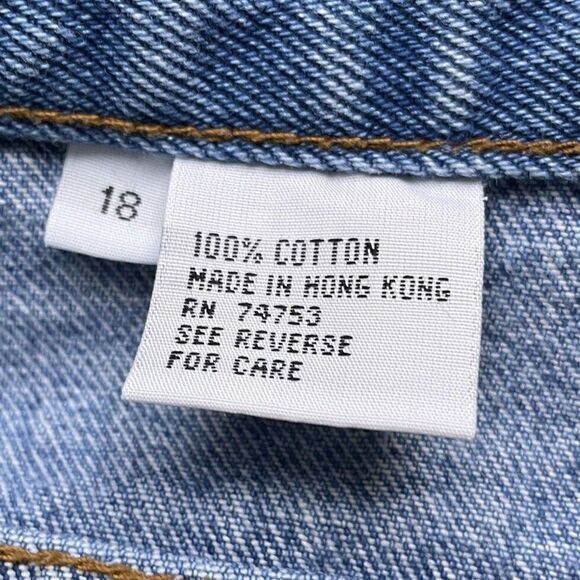 18
100% COTTON
MADE IN HONG KONG
RN 74753
SEE REVERSE
FOR CARE